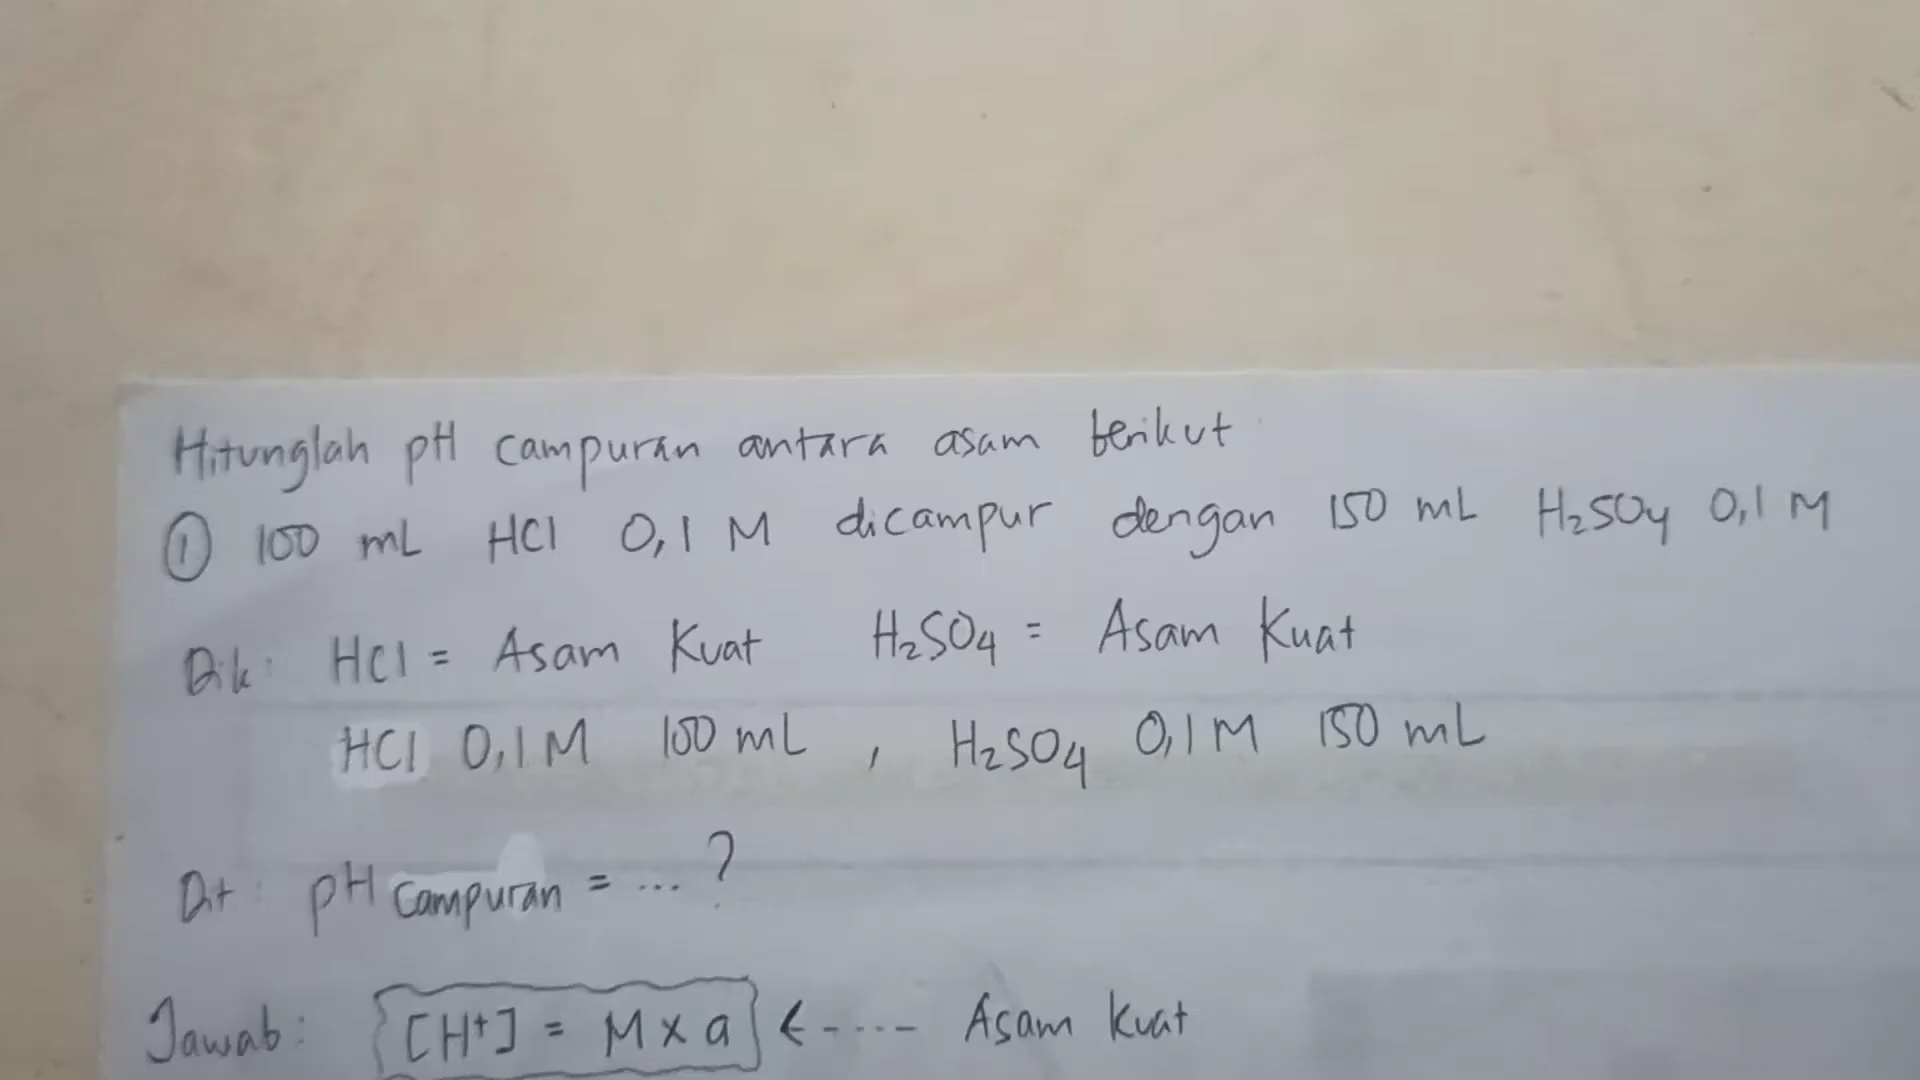 Hitunglah pH campuran antara asam berikut
① 100 mL HCl 0,1 M dicampur dengan 150 mL H₂SO₄ 0,1 M
Dik: HCl = Asam Kuat H₂SO₄ = Asam Kuat
HCl 0,1 M 100 mL , H₂SO₄ 0,1 M 150 mL
Dit: pH campuran = ... ?
Jawab: [H⁺] = M x a <---- Asam Kuat